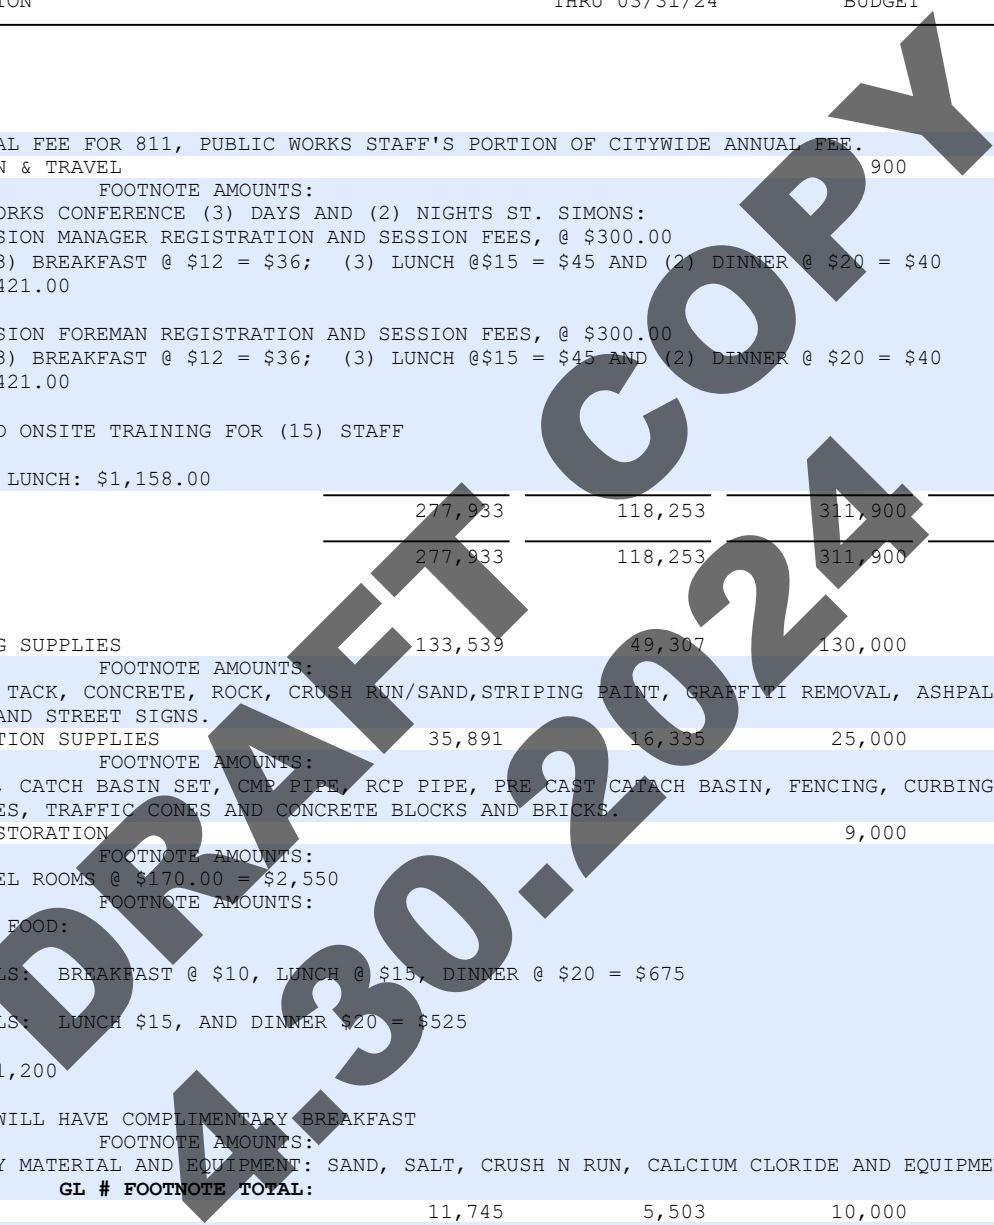 ION THRU 03/31/24 BUDGET
AL FEE FOR 811, PUBLIC WORKS STAFF'S PORTION OF CITYWIDE ANNUAL FEE.
N & TRAVEL 900
FOOTNOTE AMOUNTS:
ORKS CONFERENCE (3) DAYS AND (2) NIGHTS ST. SIMONS:
SION MANAGER REGISTRATION AND SESSION FEES, @ $300.00
3) BREAKFAST @ $12 = $36; (3) LUNCH @$15 = $45 AND (2) DINNER @ $20 = $40
421.00
SION FOREMAN REGISTRATION AND SESSION FEES, @ $300.00
3) BREAKFAST @ $12 = $36; (3) LUNCH @$15 = $45 AND (2) DINNER @ $20 = $40
421.00
D ONSITE TRAINING FOR (15) STAFF
LUNCH: $1,158.00
277,933 118,253 311,900
277,933 118,253 311,900
G SUPPLIES 133,539 49,307 130,000
FOOTNOTE AMOUNTS:
TACK, CONCRETE, ROCK, CRUSH RUN/SAND,STRIPING PAINT, GRAFFITI REMOVAL, ASHPAL
AND STREET SIGNS.
TION SUPPLIES 35,891 16,335 25,000
FOOTNOTE AMOUNTS:
, CATCH BASIN SET, CMP PIPE, RCP PIPE, PRE CAST CATACH BASIN, FENCING, CURBING
ES, TRAFFIC CONES AND CONCRETE BLOCKS AND BRICKS.
STORATION 9,000
FOOTNOTE AMOUNTS:
EL ROOMS @ $170.00 = $2,550
FOOTNOTE AMOUNTS:
FOOD:
LS: BREAKFAST @ $10, LUNCH @ $15, DINNER @ $20 = $675
LS: LUNCH $15, AND DINNER $20 = $525
1,200
WILL HAVE COMPLIMENTARY BREAKFAST
FOOTNOTE AMOUNTS:
Y MATERIAL AND EQUIPMENT: SAND, SALT, CRUSH N RUN, CALCIUM CLORIDE AND EQUIPME
GL # FOOTNOTE TOTAL:
11,745 5,503 10,000
DRAFT COPY
4.30.2024